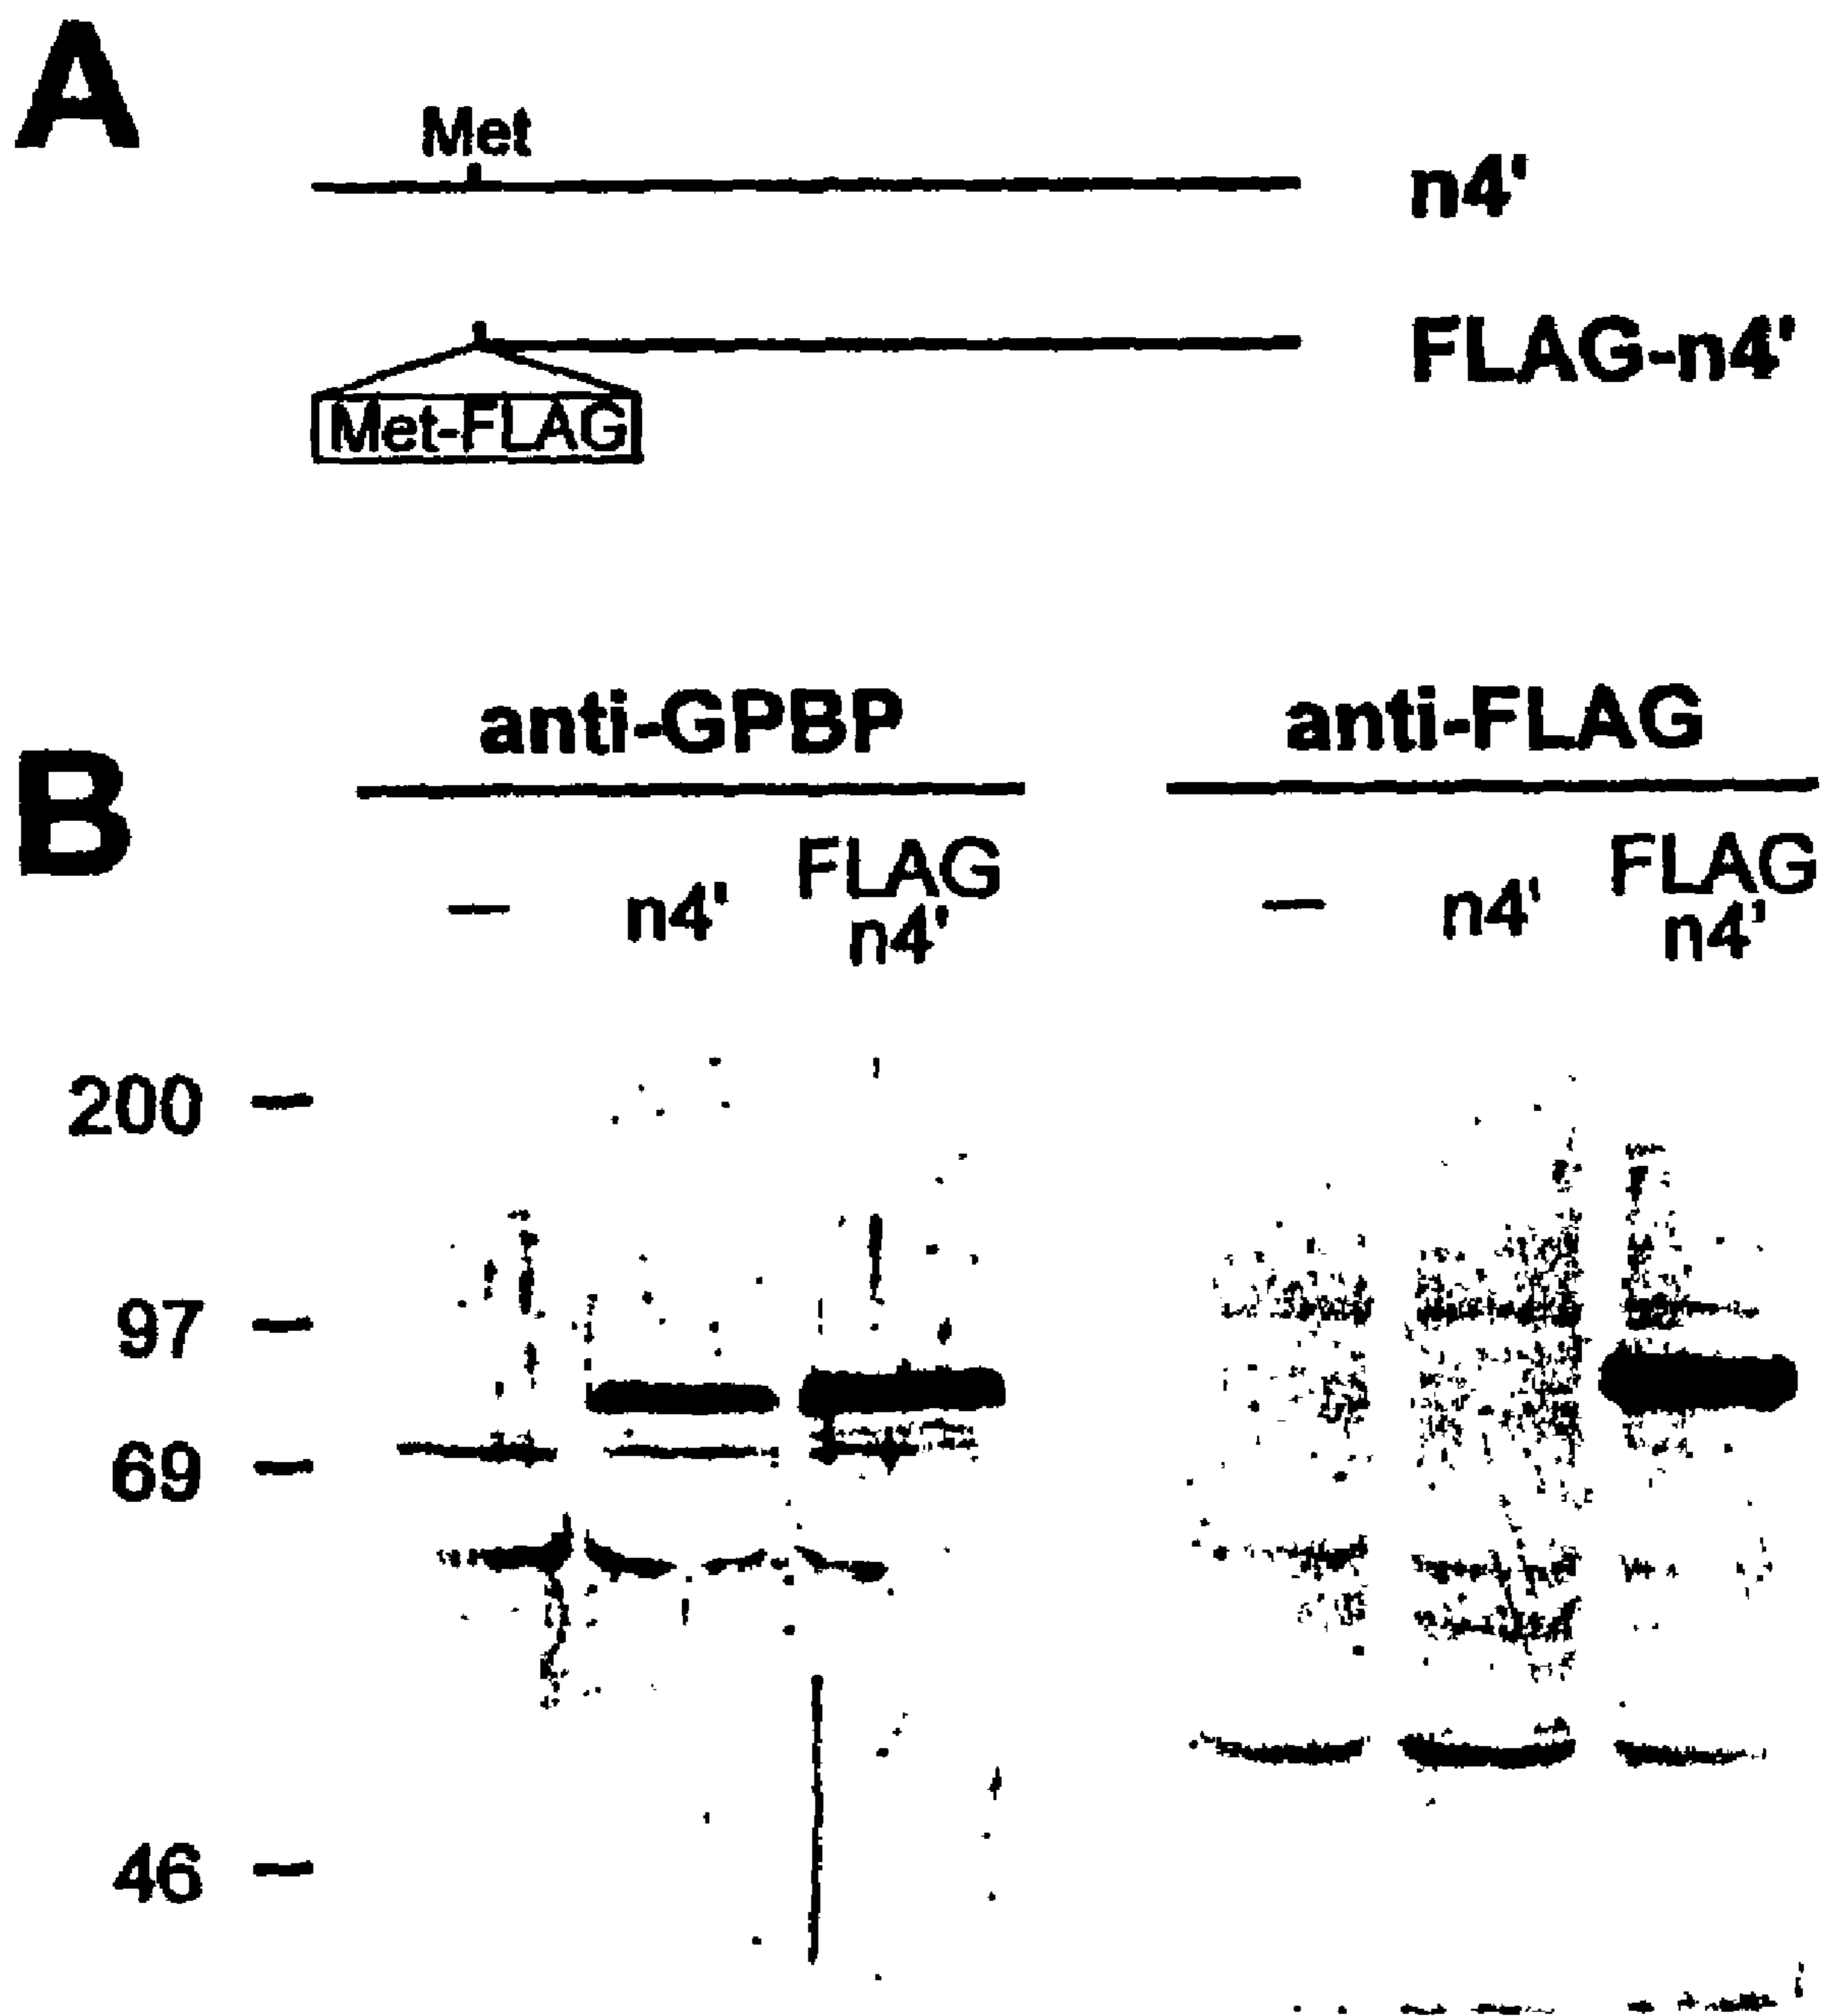 A
Met
n4'
FLAG-n4'
Met-FLAG
anti-GPBP
anti-FLAG
B
—
n4'
FLAG
n4'
—
n4'
FLAG
n4'
200
97
69
46